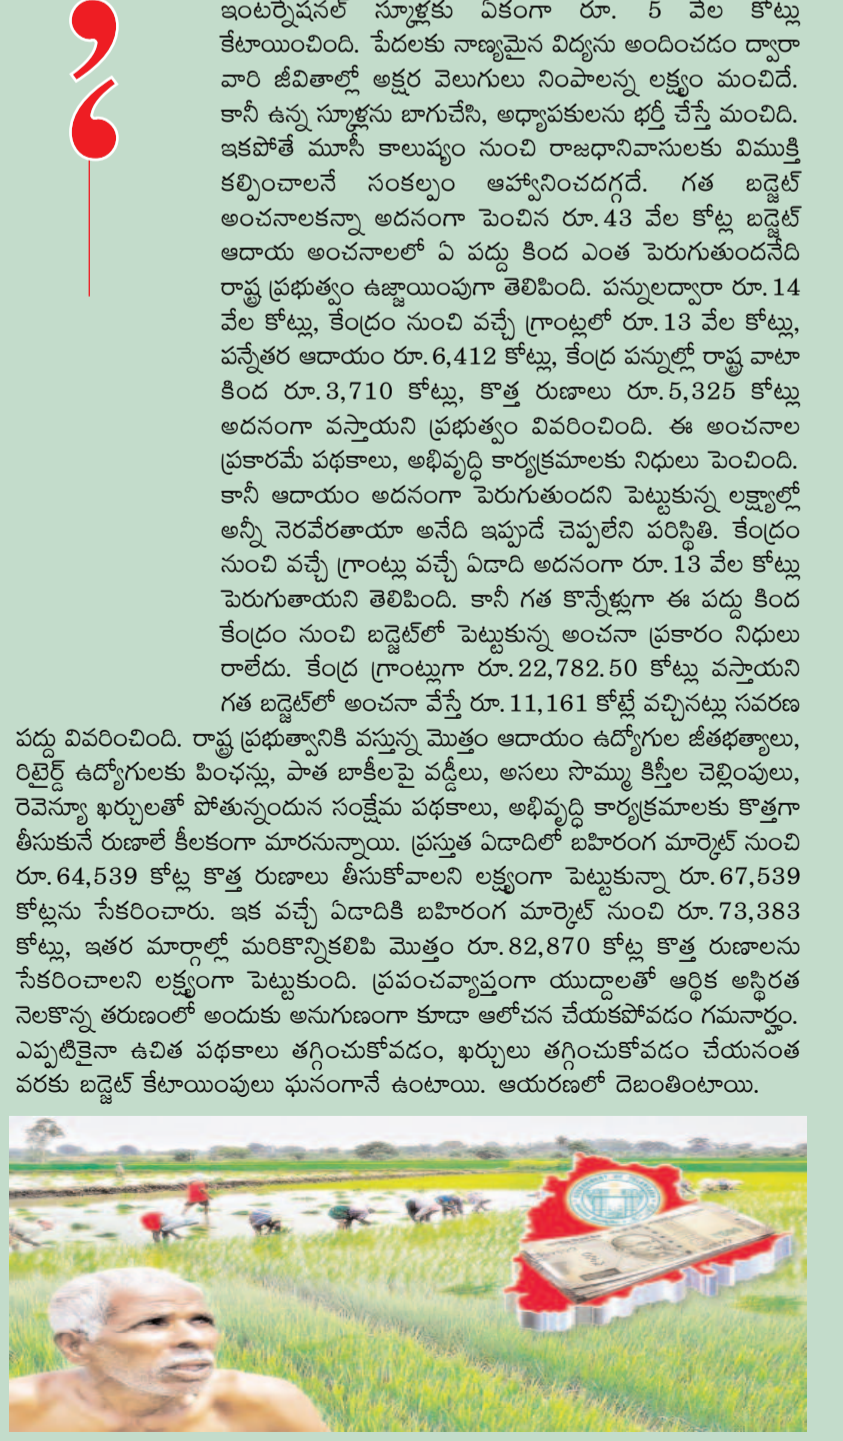 ఇంటర్నేషనల్ స్కూళ్లకు ఏకంగా రూ. 5 వేల కోట్లు
కేటాయించింది. పేదలకు నాణ్యమైన విద్యను అందించడం ద్వారా
వారి జీవితాల్లో అక్షర వెలుగులు నింపాలన్న లక్ష్యం మంచిదే.
కానీ ఉన్న స్కూళ్లను బాగుచేసి, అధ్యాపకులను భర్తీ చేస్తే మంచిది.
ఇకపోతే మూసీ కాలుష్యం నుంచి రాజధానివాసులకు విముక్తి
కల్పించాలనే సంకల్పం ఆహ్వానించదగ్గదే. గత బడ్జెట్
అంచనాలకన్నా అదనంగా పెంచిన రూ.43 వేల కోట్ల బడ్జెట్
ఆదాయ అంచనాలలో ఏ పద్దు కింద ఎంత పెరుగుతుందనేది
రాష్ట్ర ప్రభుత్వం ఉజ్జాయింపుగా తెలిపింది. పన్నులద్వారా రూ.14
వేల కోట్లు, కేంద్రం నుంచి వచ్చే గ్రాంట్లలో రూ.13 వేల కోట్లు,
పన్నేతర ఆదాయం రూ.6,412 కోట్లు, కేంద్ర పన్నుల్లో రాష్ట్ర వాటా
కింద రూ.3,710 కోట్లు, కొత్త రుణాలు రూ.5,325 కోట్లు
అదనంగా వస్తాయని ప్రభుత్వం వివరించింది. ఈ అంచనాల
ప్రకారమే పథకాలు, అభివృద్ధి కార్యక్రమాలకు నిధులు పెంచింది.
కానీ ఆదాయం అదనంగా పెరుగుతుందని పెట్టుకున్న లక్ష్యాల్లో
అన్నీ నెరవేరతాయా అనేది ఇప్పుడే చెప్పలేని పరిస్థితి. కేంద్రం
నుంచి వచ్చే గ్రాంట్లు వచ్చే ఏడాది అదనంగా రూ.13 వేల కోట్లు
పెరుగుతాయని తెలిపింది. కానీ గత కొన్నేళ్లుగా ఈ పద్దు కింద
కేంద్రం నుంచి బడ్జెట్‌లో పెట్టుకున్న అంచనా ప్రకారం నిధులు
రాలేదు. కేంద్ర గ్రాంట్లుగా రూ.22,782.50 కోట్లు వస్తాయని
గత బడ్జెట్‌లో అంచనా వేస్తే రూ.11,161 కోట్లే వచ్చినట్లు సవరణ
పద్దు వివరించింది. రాష్ట్ర ప్రభుత్వానికి వస్తున్న మొత్తం ఆదాయం ఉద్యోగుల జీతభత్యాలు,
రిటైర్డ్ ఉద్యోగులకు పింఛన్లు, పాత బాకీలపై వడ్డీలు, అసలు సొమ్ము కిస్తీల చెల్లింపులు,
రెవెన్యూ ఖర్చులతో పోతున్నందున సంక్షేమ పథకాలు, అభివృద్ధి కార్యక్రమాలకు కొత్తగా
తీసుకునే రుణాలే కీలకంగా మారనున్నాయి. ప్రస్తుత ఏడాదిలో బహిరంగ మార్కెట్ నుంచి
రూ.64,539 కోట్ల కొత్త రుణాలు తీసుకోవాలని లక్ష్యంగా పెట్టుకున్నా రూ.67,539
కోట్లను సేకరించారు. ఇక వచ్చే ఏడాదికి బహిరంగ మార్కెట్ నుంచి రూ.73,383
కోట్లు, ఇతర మార్గాల్లో మరికొన్నికలిపి మొత్తం రూ.82,870 కోట్ల కొత్త రుణాలను
సేకరించాలని లక్ష్యంగా పెట్టుకుంది. ప్రపంచవ్యాప్తంగా యుద్దాలతో ఆర్థిక అస్థిరత
నెలకొన్న తరుణంలో అందుకు అనుగుణంగా కూడా ఆలోచన చేయకపోవడం గమనార్హం.
ఎప్పటికైనా ఉచిత పథకాలు తగ్గించుకోవడం, ఖర్చులు తగ్గించుకోవడం చేయనంత
వరకు బడ్జెట్ కేటాయింపులు ఘనంగానే ఉంటాయి. ఆయరణలో దెబంతింటాయి.